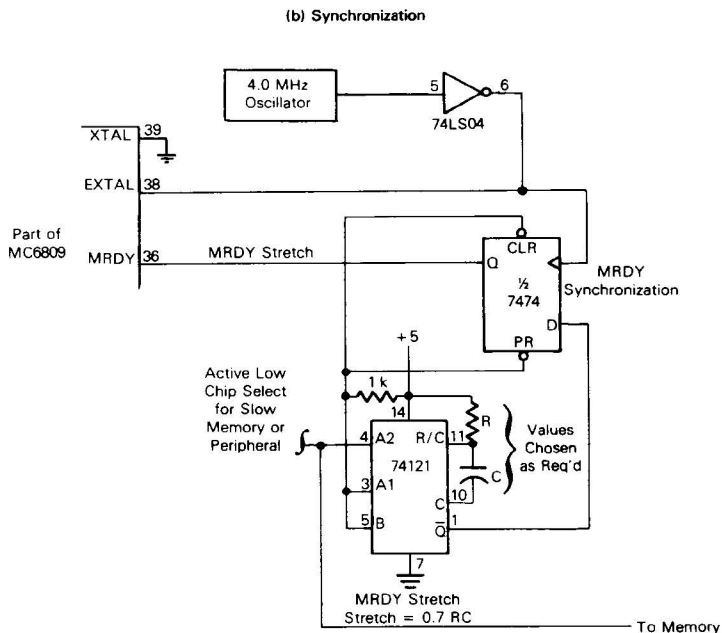 (b) Synchronization
4.0 MHz
Oscillator
5
6
74LS04
XTAL
39
EXTAL
38
Part of
MC6809
MRDY
36
MRDY Stretch
CLR
Q
½
7474
D
PR
MRDY
Synchronization
+5
Active Low
Chip Select
for Slow
Memory or
Peripheral
1 k
14
R
4
A2
R/C
11
74121
C
Values
Chosen
as Req'd
3
A1
10
C
5
B
Q̅
1
7
MRDY Stretch
Stretch = 0.7 RC
To Memory